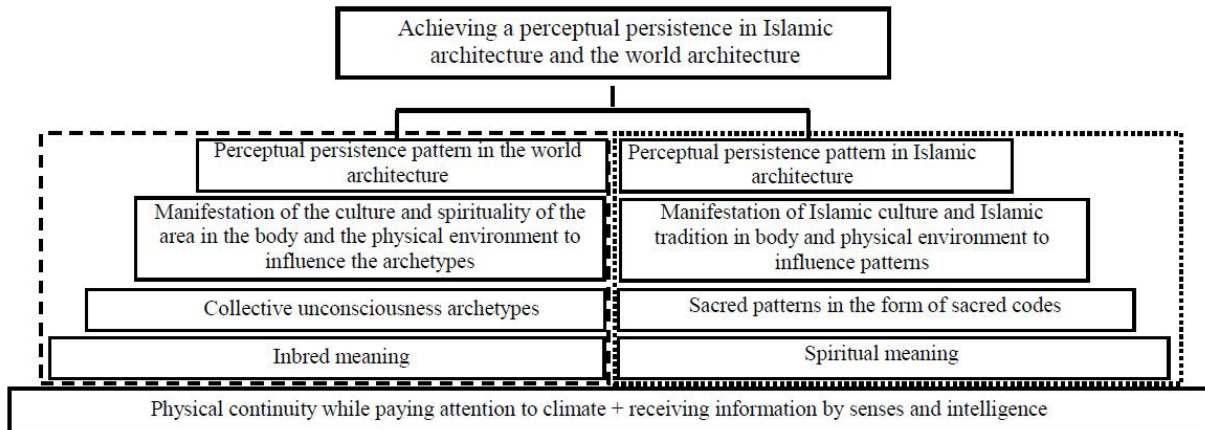 Achieving a perceptual persistence in Islamic
architecture and the world architecture
Perceptual persistence pattern in the world
architecture
Perceptual persistence pattern in Islamic
architecture
Manifestation of the culture and spirituality of the
area in the body and the physical environment to
influence the archetypes
Manifestation of Islamic culture and Islamic
tradition in body and physical environment to
influence patterns
Collective unconsciousness archetypes
Sacred patterns in the form of sacred codes
Inbred meaning
Spiritual meaning
Physical continuity while paying attention to climate + receiving information by senses and intelligence